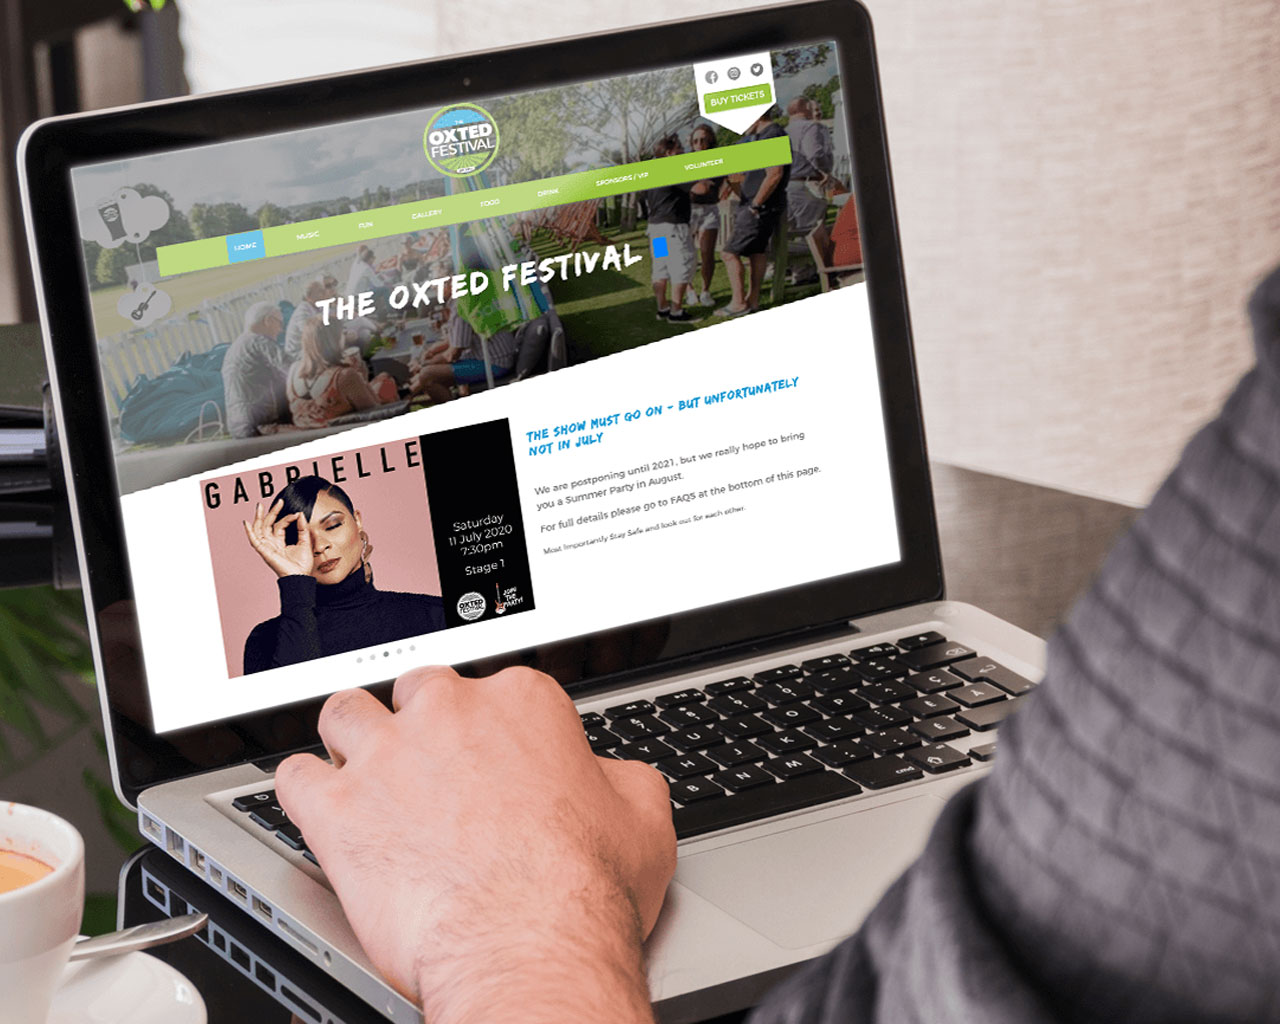 BUY TICKETS
THE
OXTED
FESTIVAL
HOME MUSIC FUN GALLERY FOOD DRINK SPONSORS / VIP VOLUNTEER
THE OXTED FESTIVAL
THE SHOW MUST GO ON - BUT UNFORTUNATELY
NOT IN JULY
We are postponing until 2021, but we really hope to bring
you a Summer Party in August.
For full details please go to FAQS at the bottom of this page.
Most Importantly Stay Safe and look out for each other.
GABRIELLE
Saturday
11 July 2020
7:30pm
Stage 1
OXTED
FESTIVAL
JOIN
THE
PARTY!
Y U I O P
H J K L
B N M
cmd